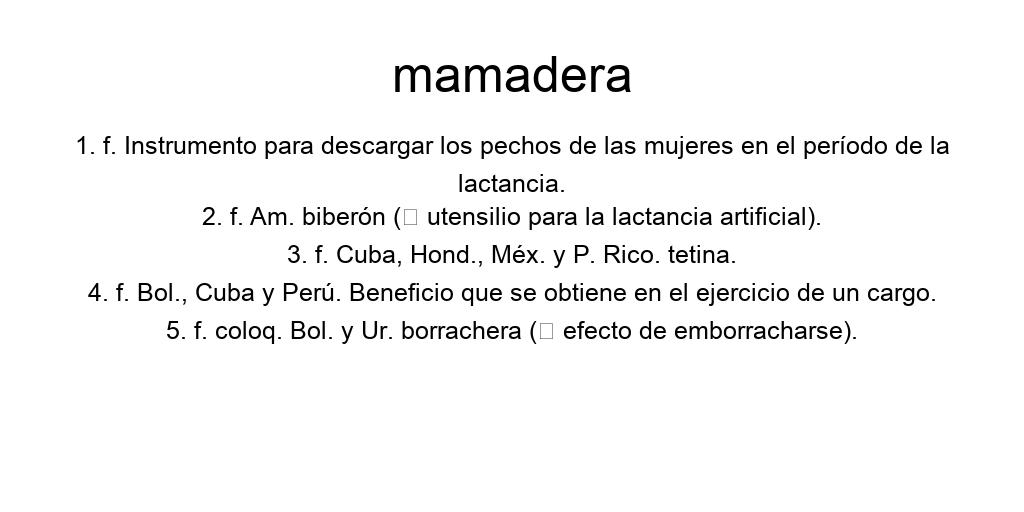 mamadera
1. f. Instrumento para descargar los pechos de las mujeres en el período de la
lactancia.
2. f. Am. biberón (□ utensilio para la lactancia artificial).
3. f. Cuba, Hond., Méx. y P. Rico. tetina.
4. f. Bol., Cuba y Perú. Beneficio que se obtiene en el ejercicio de un cargo.
5. f. coloq. Bol. y Ur. borrachera (□ efecto de emborracharse).